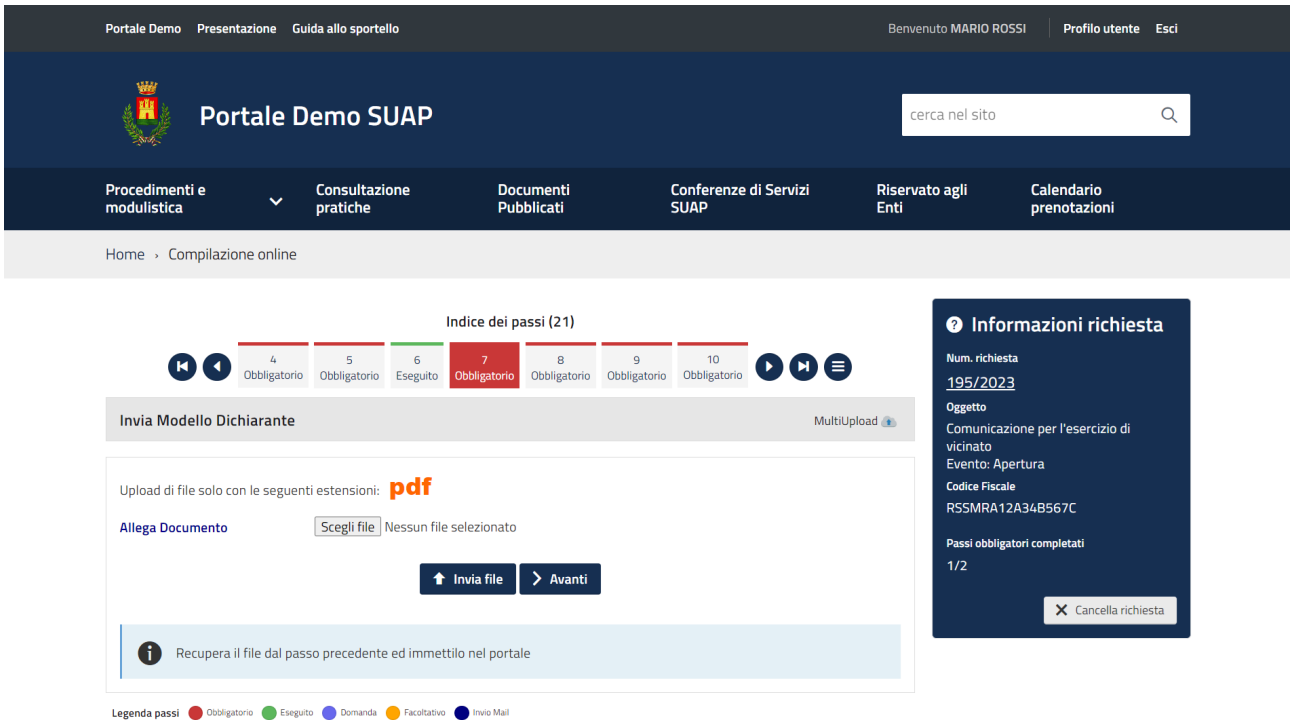 Portale Demo Presentazione Guida allo sportello Benvenuto MARIO ROSSI Profilo utente Esci
Portale Demo SUAP
cerca nel sito
Procedimenti e modulistica
Consultazione pratiche
Documenti Pubblicati
Conferenze di Servizi SUAP
Riservato agli Enti
Calendario prenotazioni
Home › Compilazione online
Indice dei passi (21)
4 Obbligatorio
5 Obbligatorio
6 Eseguito
7 Obbligatorio
8 Obbligatorio
9 Obbligatorio
10 Obbligatorio
Invia Modello Dichiarante MultiUpload
Upload di file solo con le seguenti estensioni: pdf
Allega Documento Scegli file Nessun file selezionato
Invia file Avanti
Recupera il file dal passo precedente ed immettilo nel portale
Legenda passi Obbligatorio Eseguito Domanda Facoltativo Invio Mail
Informazioni richiesta
Num. richiesta
195/2023
Oggetto
Comunicazione per l'esercizio di
vicinato
Evento: Apertura
Codice Fiscale
RSSMRA12A34B567C
Passi obbligatori completati
1/2
Cancella richiesta